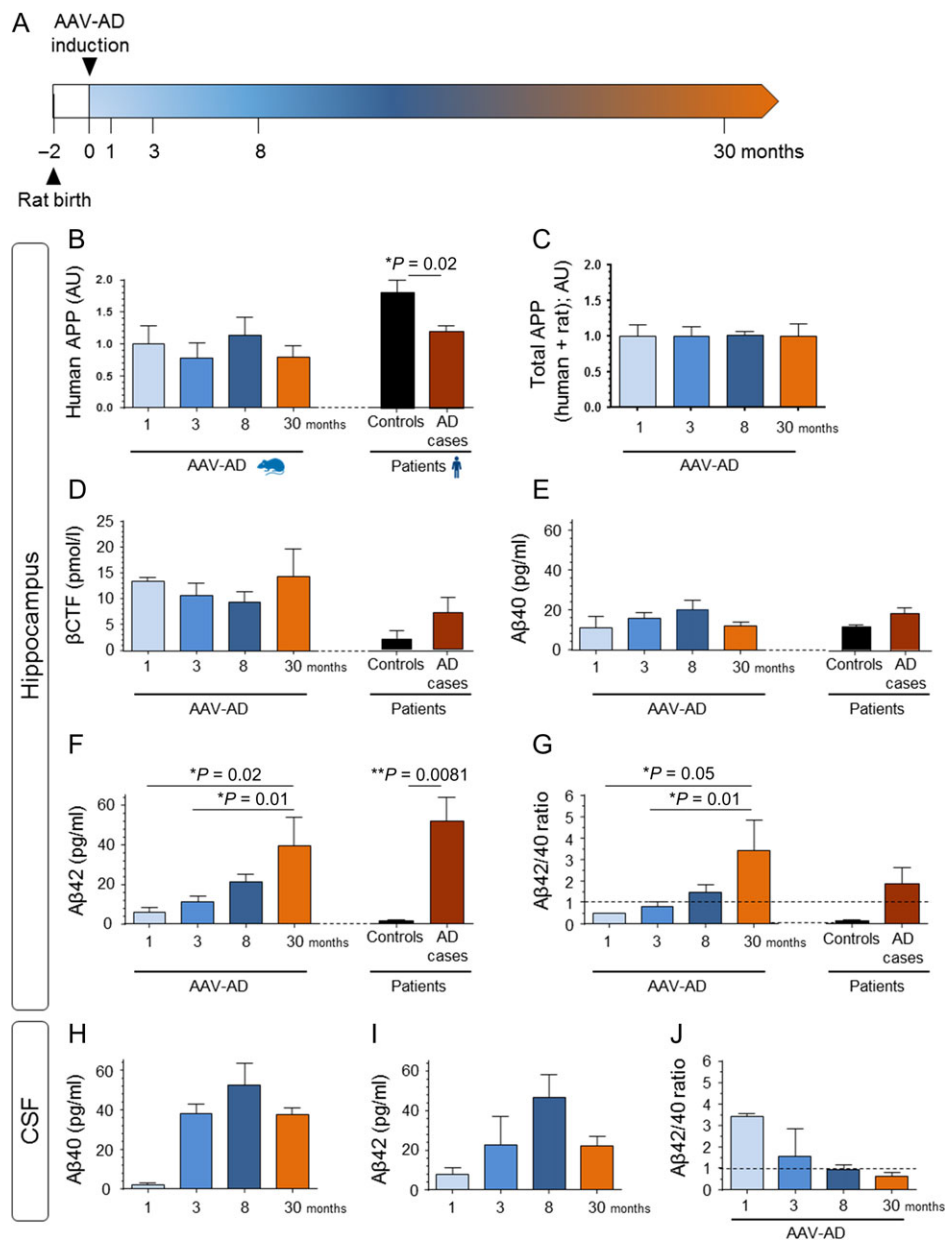 A
AAV-AD
induction
–2 0 1 3 8 30 months
Rat birth
Hippocampus
B
Human APP (AU)
2.0
1.5
1.0
0.5
0.0
*P = 0.02
1 3 8 30 months
Controls AD
cases
AAV-AD
Patients
C
Total APP
(human + rat); AU)
2.0
1.5
1.0
0.5
0.0
1 3 8 30 months
AAV-AD
D
βCTF (pmol/l)
25
20
15
10
5
0
1 3 8 30 months
Controls AD
cases
AAV-AD
Patients
E
Aβ40 (pg/ml)
60
40
20
0
1 3 8 30 months
Controls AD
cases
AAV-AD
Patients
F
Aβ42 (pg/ml)
60
40
20
0
*P = 0.02
*P = 0.01
**P = 0.0081
1 3 8 30 months
Controls AD
cases
AAV-AD
Patients
G
Aβ42/40 ratio
6
5
4
3
2
1
0
*P = 0.05
*P = 0.01
1 3 8 30 months
Controls AD
cases
AAV-AD
Patients
CSF
H
Aβ40 (pg/ml)
60
40
20
0
1 3 8 30 months
I
Aβ42 (pg/ml)
60
40
20
0
1 3 8 30 months
J
Aβ42/40 ratio
6
5
4
3
2
1
0
1 3 8 30 months
AAV-AD